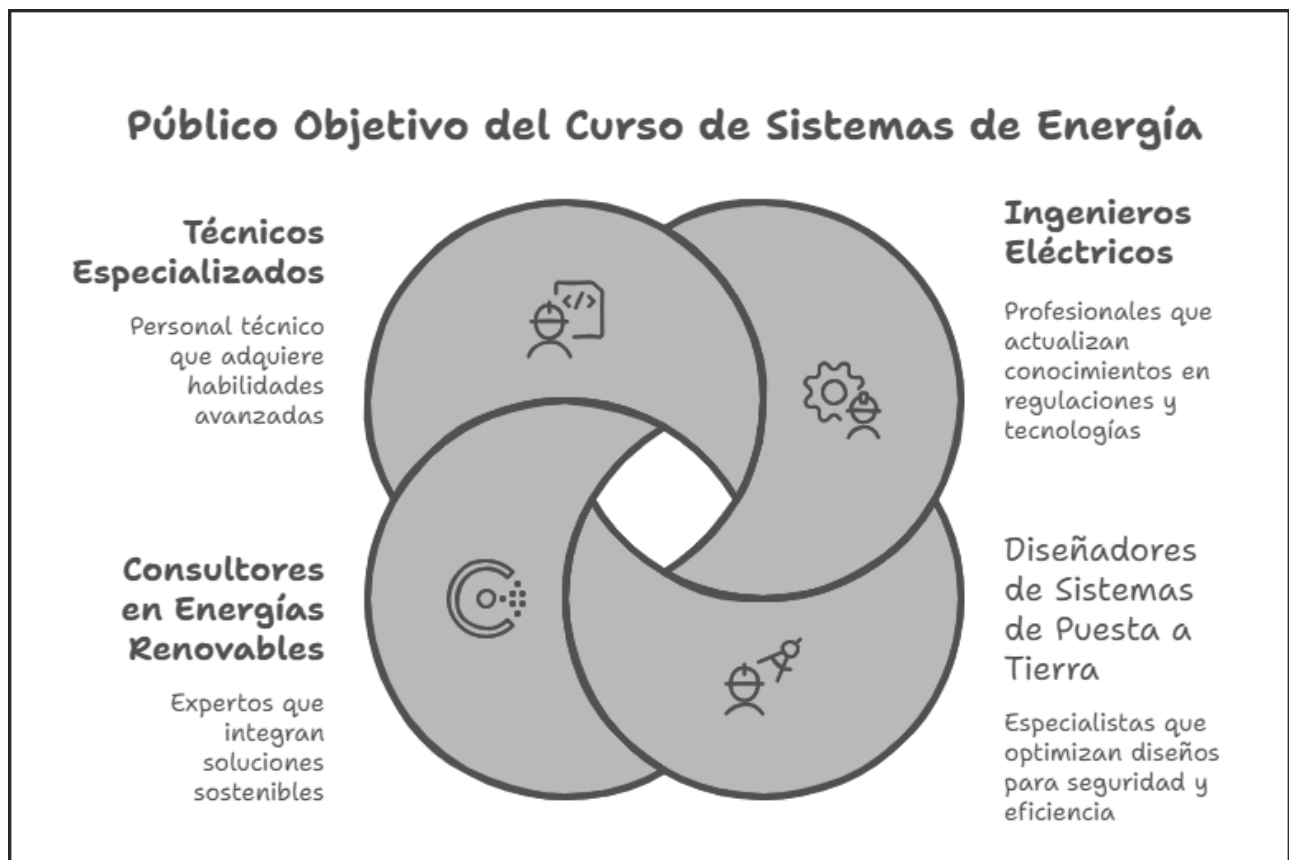 Público Objetivo del Curso de Sistemas de Energía
Técnicos
Especializados
Personal técnico
que adquiere
habilidades
avanzadas
Ingenieros
Eléctricos
Profesionales que
actualizan
conocimientos en
regulaciones y
tecnologías
</>
Consultores
en Energías
Renovables
Expertos que
integran
soluciones
sostenibles
Diseñadores
de Sistemas
de Puesta a
Tierra
Especialistas que
optimizan diseños
para seguridad y
eficiencia